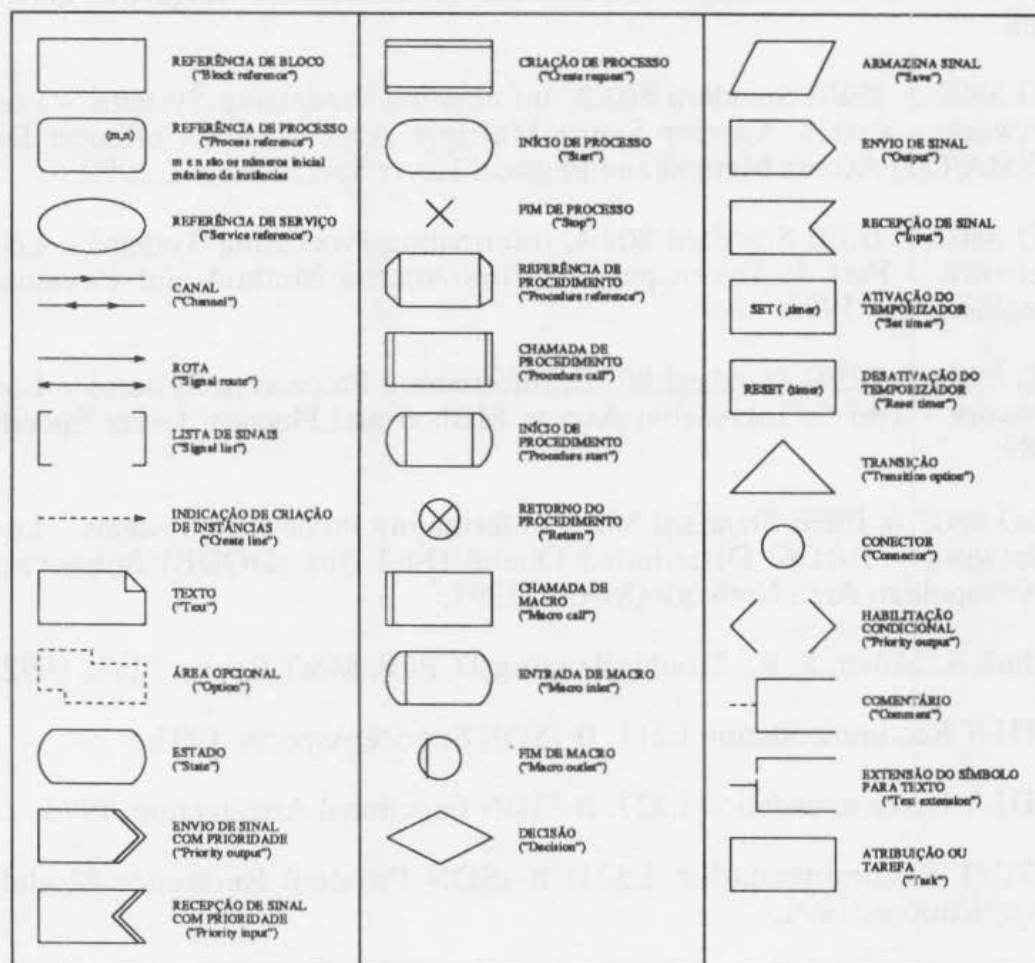 REFERÊNCIA DE BLOCO
("Block reference")
(m,n)
REFERÊNCIA DE PROCESSO
("Process reference")
m e n são os números inicial
máximo de instâncias
REFERÊNCIA DE SERVIÇO
("Service reference")
CANAL
("Channel")
ROTA
("Signal route")
LISTA DE SINAIS
("Signal list")
INDICAÇÃO DE CRIAÇÃO
DE INSTÂNCIAS
("Create line")
TEXTO
("Text")
ÁREA OPCIONAL
("Option")
ESTADO
("State")
ENVIO DE SINAL
COM PRIORIDADE
("Priority output")
RECEPÇÃO DE SINAL
COM PRIORIDADE
("Priority input")
CRIAÇÃO DE PROCESSO
("Create request")
INÍCIO DE PROCESSO
("Start")
FIM DE PROCESSO
("Stop")
REFERÊNCIA DE
PROCEDIMENTO
("Procedure reference")
CHAMADA DE
PROCEDIMENTO
("Procedure call")
INÍCIO DE
PROCEDIMENTO
("Procedure start")
RETORNO DO
PROCEDIMENTO
("Return")
CHAMADA DE
MACRO
("Macro call")
ENTRADA DE MACRO
("Macro inlet")
FIM DE MACRO
("Macro outlet")
DECISÃO
("Decision")
ARMAZENA SINAL
("Save")
ENVIO DE SINAL
("Output")
RECEPÇÃO DE SINAL
("Input")
SET ( ,timer)
ATIVAÇÃO DO
TEMPORIZADOR
("Set timer")
RESET (timer)
DESATIVAÇÃO DO
TEMPORIZADOR
("Reset timer")
TRANSIÇÃO
("Transition option")
CONECTOR
("Connector")
HABILITAÇÃO
CONDICIONAL
("Priority output")
COMENTÁRIO
("Comment")
EXTENSÃO DO SÍMBOLO
PARA TEXTO
("Text extension")
ATRIBUIÇÃO OU
TAREFA
("Task")